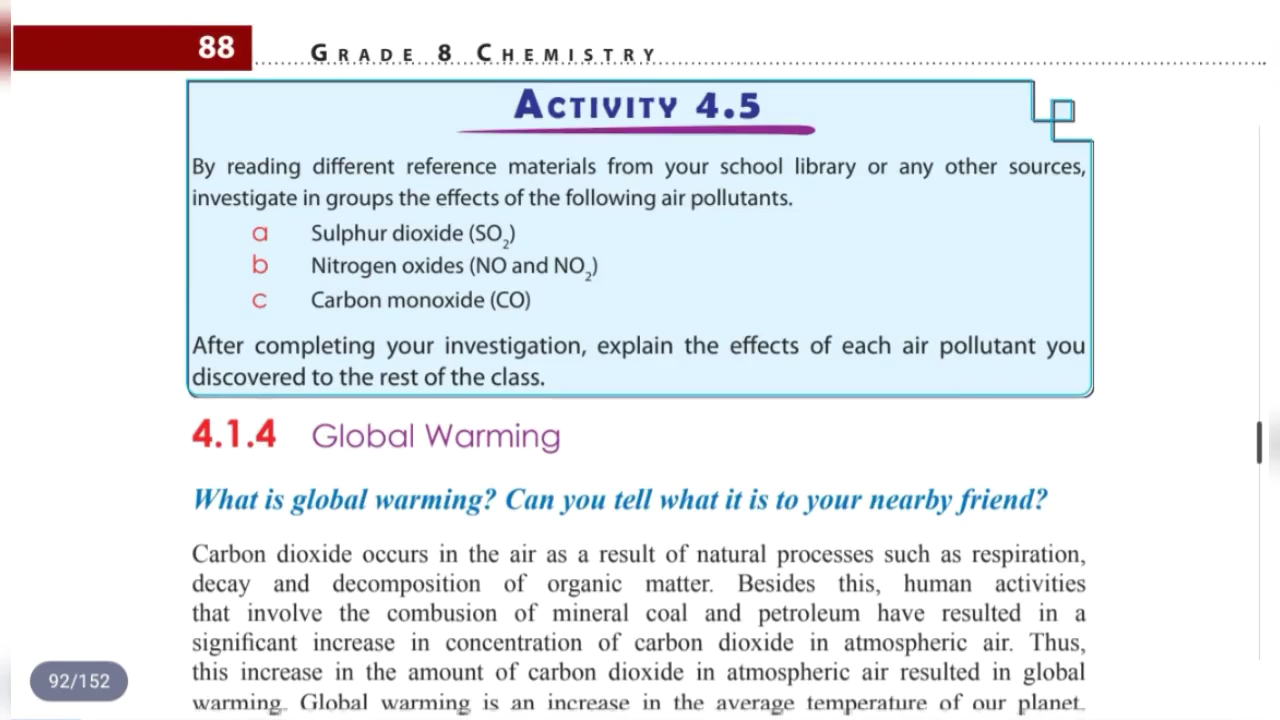 88 GRADE 8 CHEMISTRY
ACTIVITY 4.5
By reading different reference materials from your school library or any other sources,
investigate in groups the effects of the following air pollutants.
a Sulphur dioxide (SO₂)
b Nitrogen oxides (NO and NO₂)
c Carbon monoxide (CO)
After completing your investigation, explain the effects of each air pollutant you
discovered to the rest of the class.
4.1.4 Global Warming
What is global warming? Can you tell what it is to your nearby friend?
Carbon dioxide occurs in the air as a result of natural processes such as respiration,
decay and decomposition of organic matter. Besides this, human activities
that involve the combusion of mineral coal and petroleum have resulted in a
significant increase in concentration of carbon dioxide in atmospheric air. Thus,
this increase in the amount of carbon dioxide in atmospheric air resulted in global
warming. Global warming is an increase in the average temperature of our planet
92/152